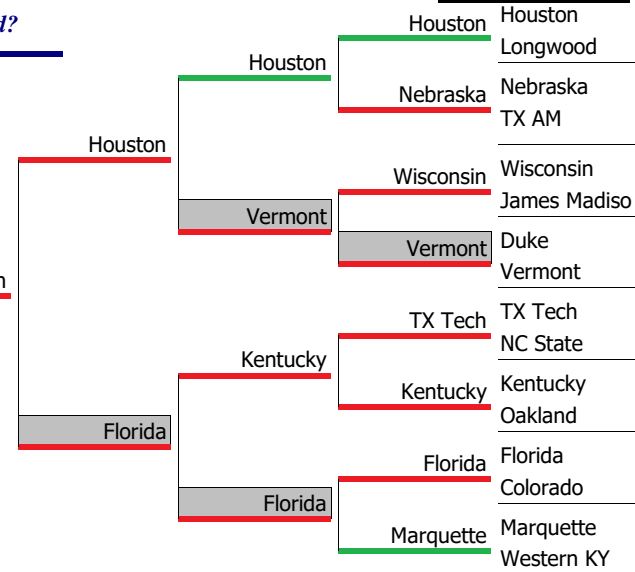 d?
Houston
Longwood
Houston
Houston
Nebraska
Nebraska
TX AM
Houston
Wisconsin
Wisconsin
James Madiso
Vermont
Vermont
Duke
Vermont
n
TX Tech
TX Tech
NC State
Kentucky
Kentucky
Kentucky
Oakland
Florida
Florida
Florida
Colorado
Florida
Marquette
Marquette
Western KY